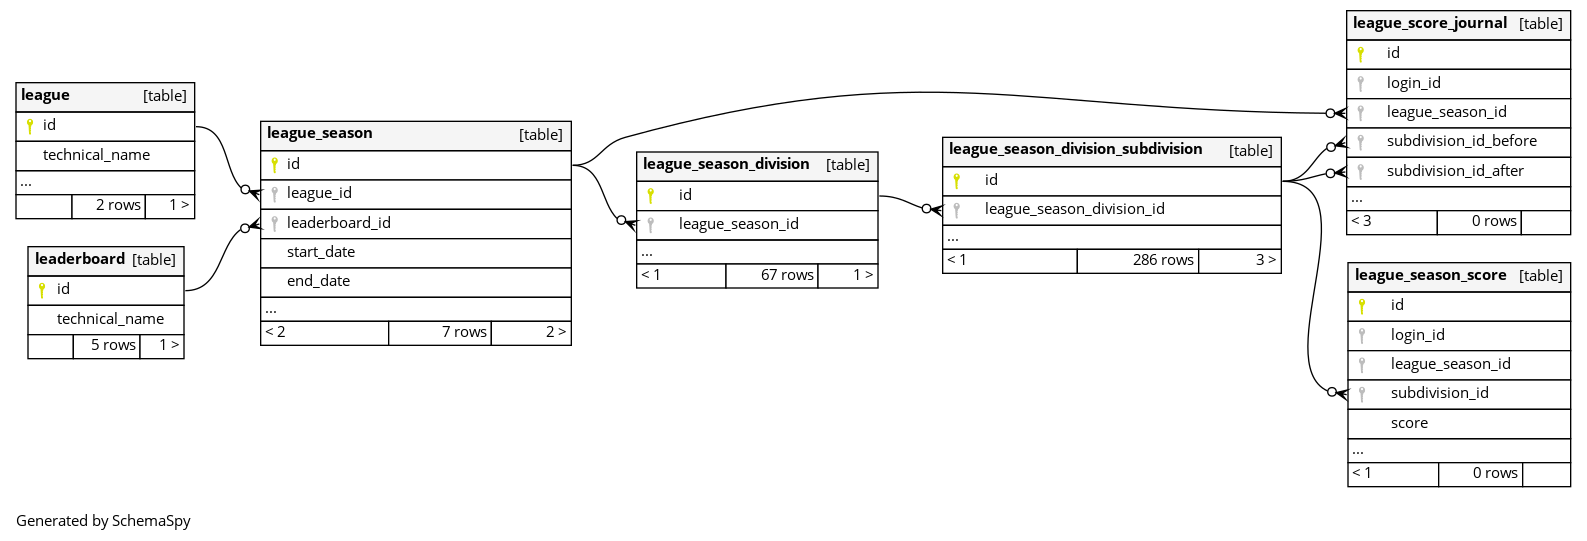 league [table]
id
technical_name
...
2 rows 1 >
leaderboard [table]
id
technical_name
5 rows 1 >
league_season [table]
id
league_id
leaderboard_id
start_date
end_date
...
< 2 7 rows 2 >
league_season_division [table]
id
league_season_id
...
< 1 67 rows 1 >
league_season_division_subdivision [table]
id
league_season_division_id
...
< 1 286 rows 3 >
league_score_journal [table]
id
login_id
league_season_id
subdivision_id_before
subdivision_id_after
...
< 3 0 rows
league_season_score [table]
id
login_id
league_season_id
subdivision_id
score
...
< 1 0 rows
Generated by SchemaSpy